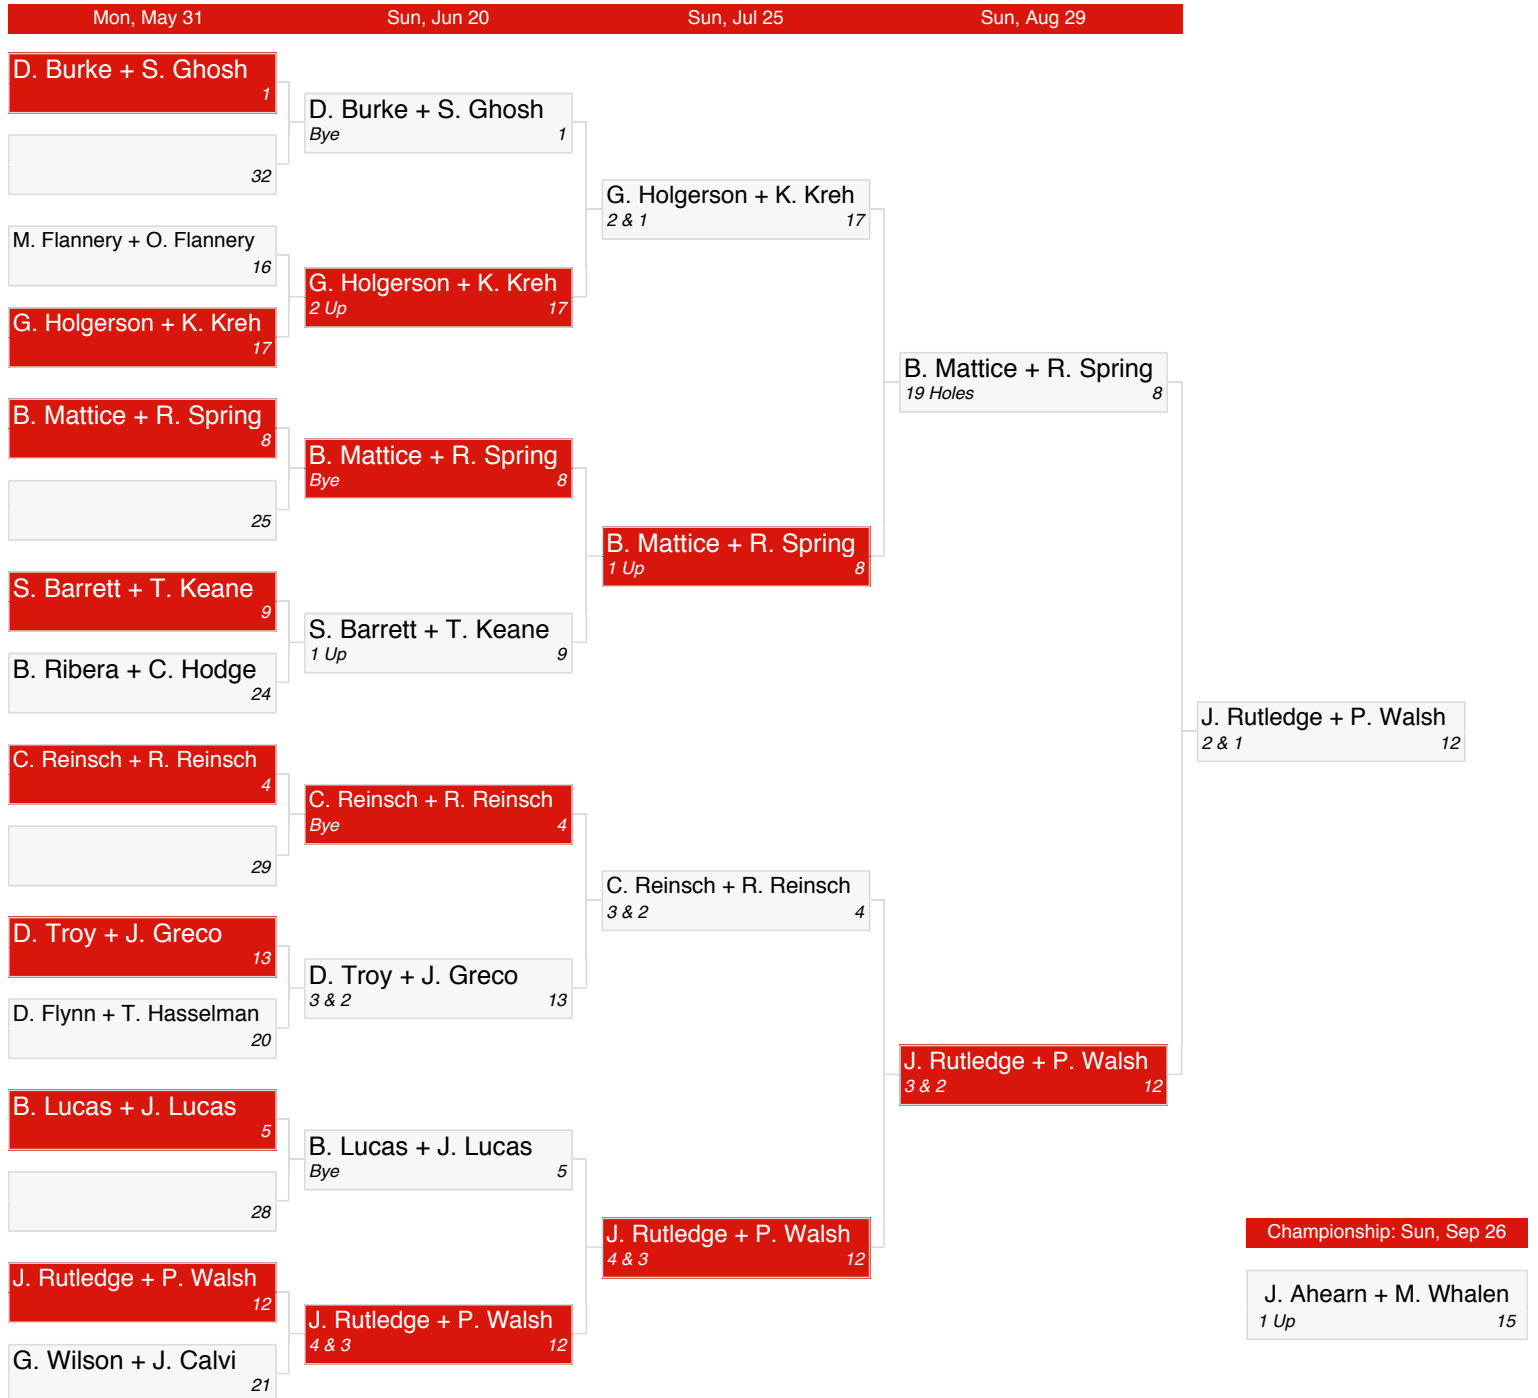 Mon, May 31
Sun, Jun 20
Sun, Jul 25
Sun, Aug 29
D. Burke + S. Ghosh
1
32
M. Flannery + O. Flannery
16
G. Holgerson + K. Kreh
17
B. Mattice + R. Spring
8
25
S. Barrett + T. Keane
9
B. Ribera + C. Hodge
24
C. Reinsch + R. Reinsch
4
29
D. Troy + J. Greco
13
D. Flynn + T. Hasselman
20
B. Lucas + J. Lucas
5
28
J. Rutledge + P. Walsh
12
G. Wilson + J. Calvi
21
D. Burke + S. Ghosh
Bye 1
G. Holgerson + K. Kreh
2 Up 17
B. Mattice + R. Spring
Bye 8
S. Barrett + T. Keane
1 Up 9
C. Reinsch + R. Reinsch
Bye 4
D. Troy + J. Greco
3 & 2 13
B. Lucas + J. Lucas
Bye 5
J. Rutledge + P. Walsh
4 & 3 12
G. Holgerson + K. Kreh
2 & 1 17
B. Mattice + R. Spring
1 Up 8
C. Reinsch + R. Reinsch
3 & 2 4
J. Rutledge + P. Walsh
4 & 3 12
B. Mattice + R. Spring
19 Holes 8
J. Rutledge + P. Walsh
3 & 2 12
J. Rutledge + P. Walsh
2 & 1 12
Championship: Sun, Sep 26
J. Ahearn + M. Whalen
1 Up 15